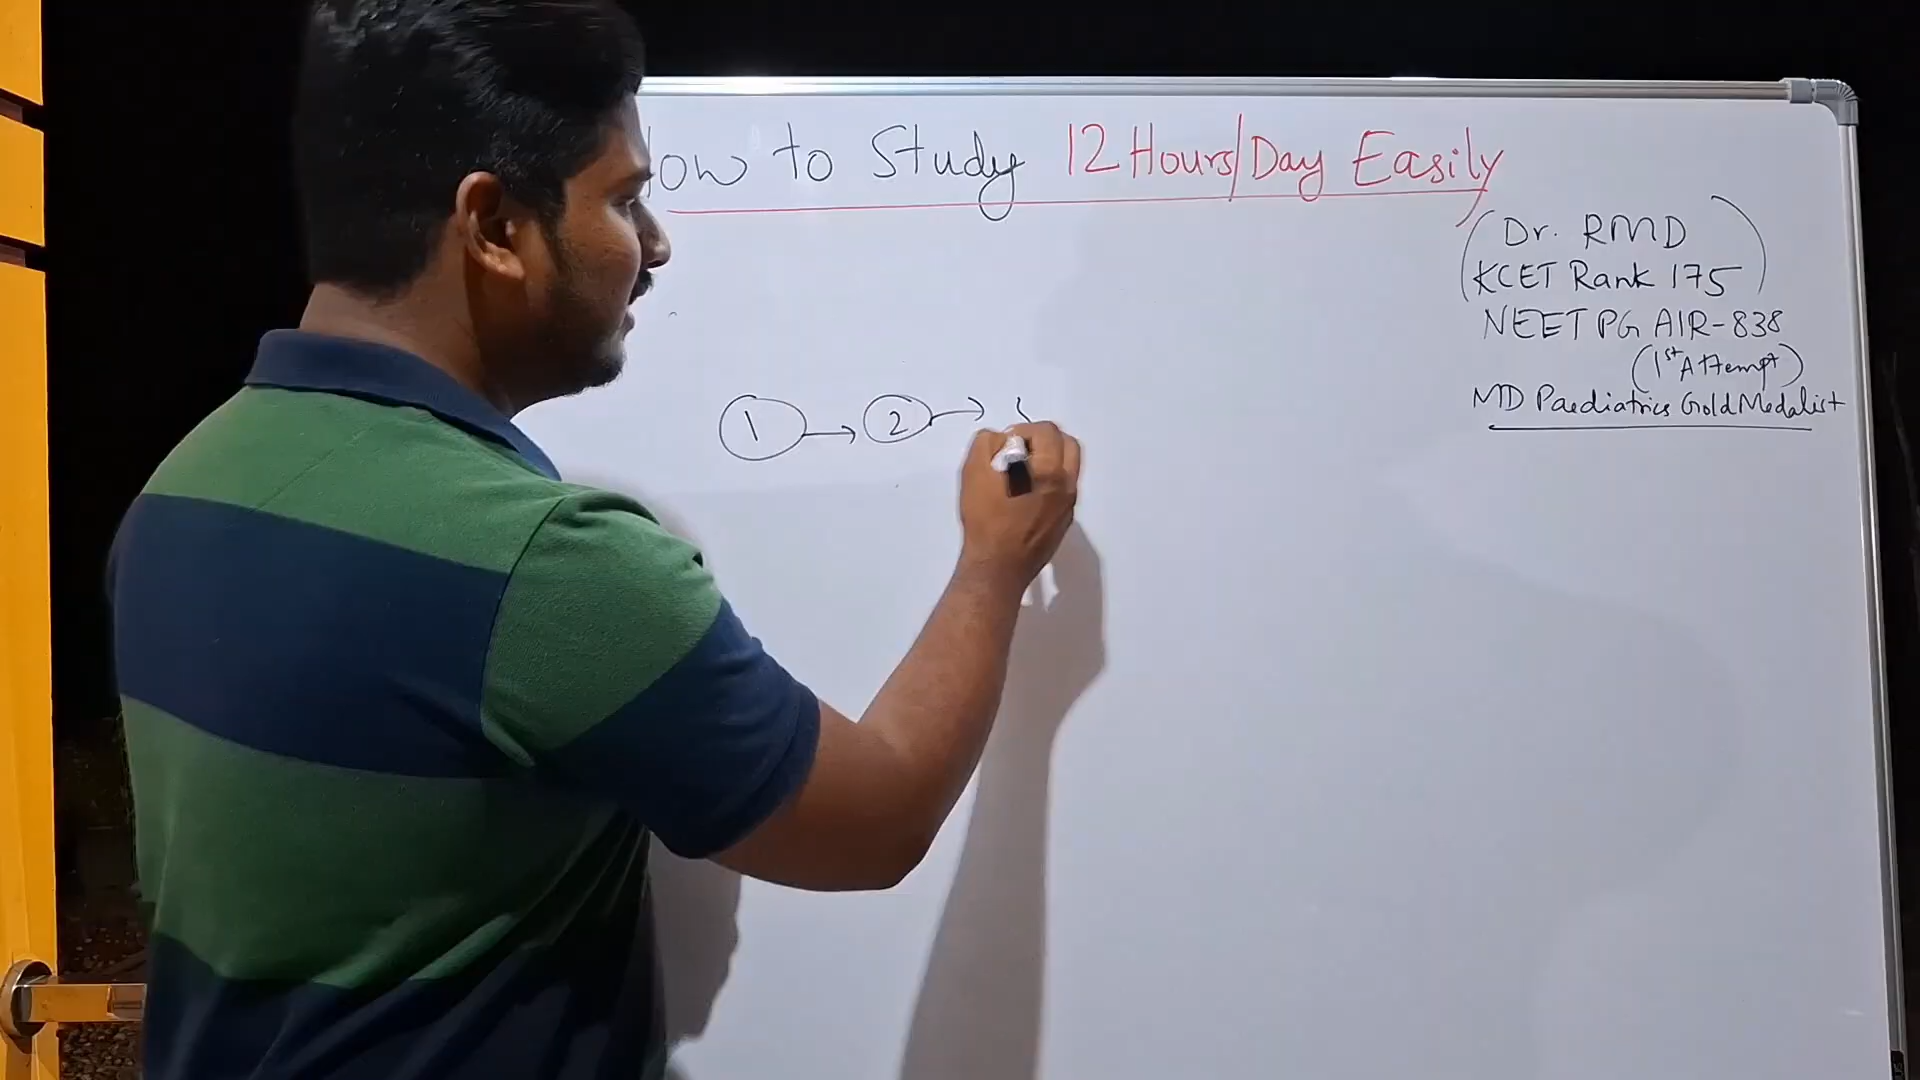 ow to Study 12 Hours/Day Easily
(Dr. RMD)
KCET Rank 175
NEET PG AIR-838
(1st Attempt)
MD Paediatrics Gold Medalist
1 → 2 →